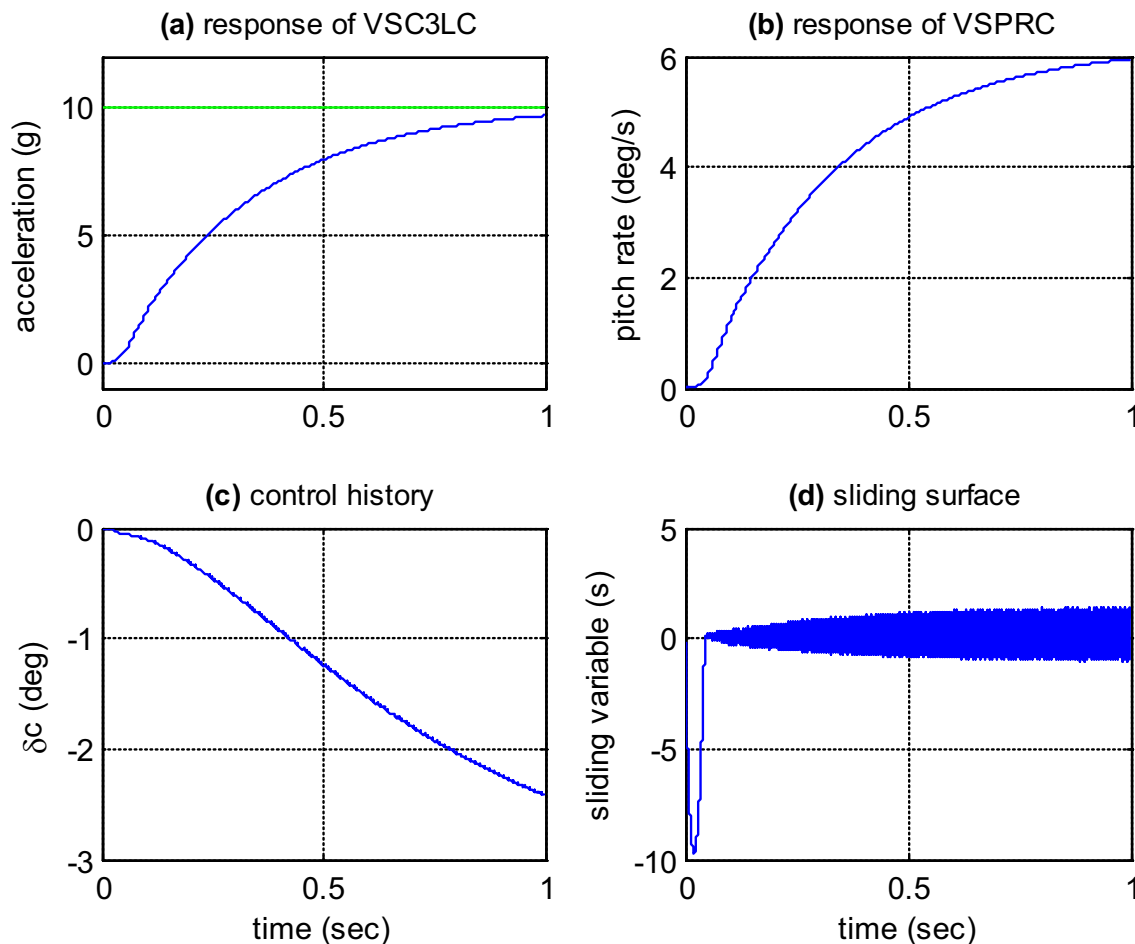 (a) response of VSC3LC
acceleration (g)
10
5
0
0
0.5
1
(b) response of VSPRC
pitch rate (deg/s)
6
4
2
0
0
0.5
1
(c) control history
δc (deg)
0
-1
-2
-3
0
0.5
1
time (sec)
(d) sliding surface
sliding variable (s)
5
0
-5
-10
0
0.5
1
time (sec)